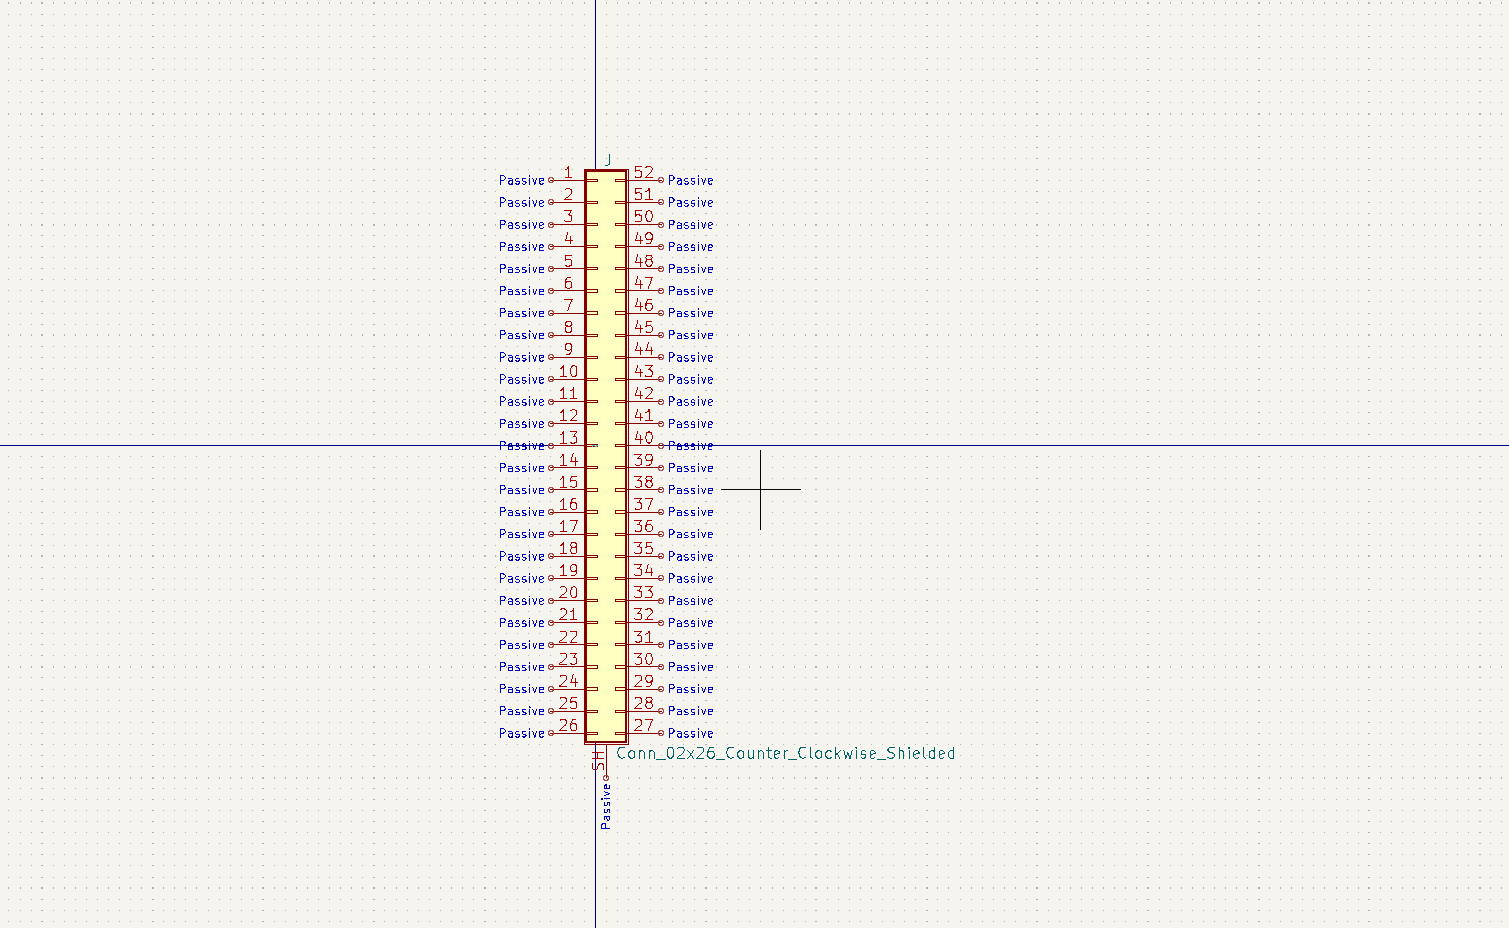 J
Passive 1 52 Passive
Passive 2 51 Passive
Passive 3 50 Passive
Passive 4 49 Passive
Passive 5 48 Passive
Passive 6 47 Passive
Passive 7 46 Passive
Passive 8 45 Passive
Passive 9 44 Passive
Passive 10 43 Passive
Passive 11 42 Passive
Passive 12 41 Passive
Passive 13 40 Passive
Passive 14 39 Passive
Passive 15 38 Passive
Passive 16 37 Passive
Passive 17 36 Passive
Passive 18 35 Passive
Passive 19 34 Passive
Passive 20 33 Passive
Passive 21 32 Passive
Passive 22 31 Passive
Passive 23 30 Passive
Passive 24 29 Passive
Passive 25 28 Passive
Passive 26 27 Passive
SH Conn_02x26_Counter_Clockwise_Shielded
Passive